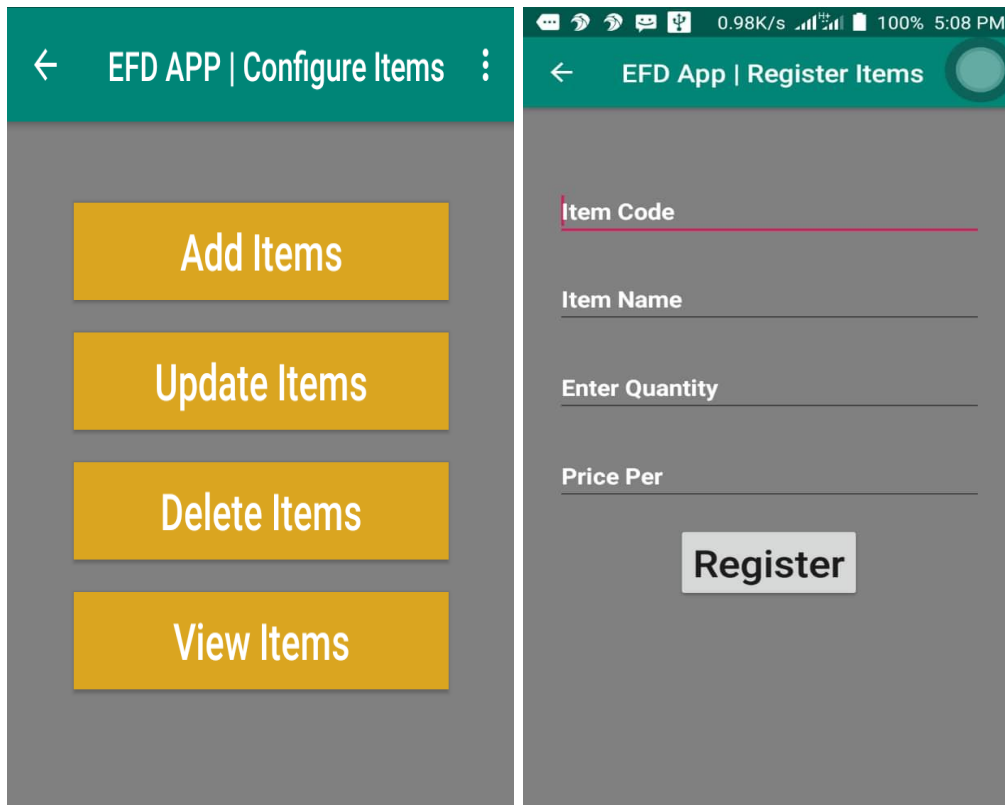 EFD APP | Configure Items
Add Items
Update Items
Delete Items
View Items
0.98K/s 100% 5:08 PM
EFD App | Register Items
Item Code
Item Name
Enter Quantity
Price Per
Register